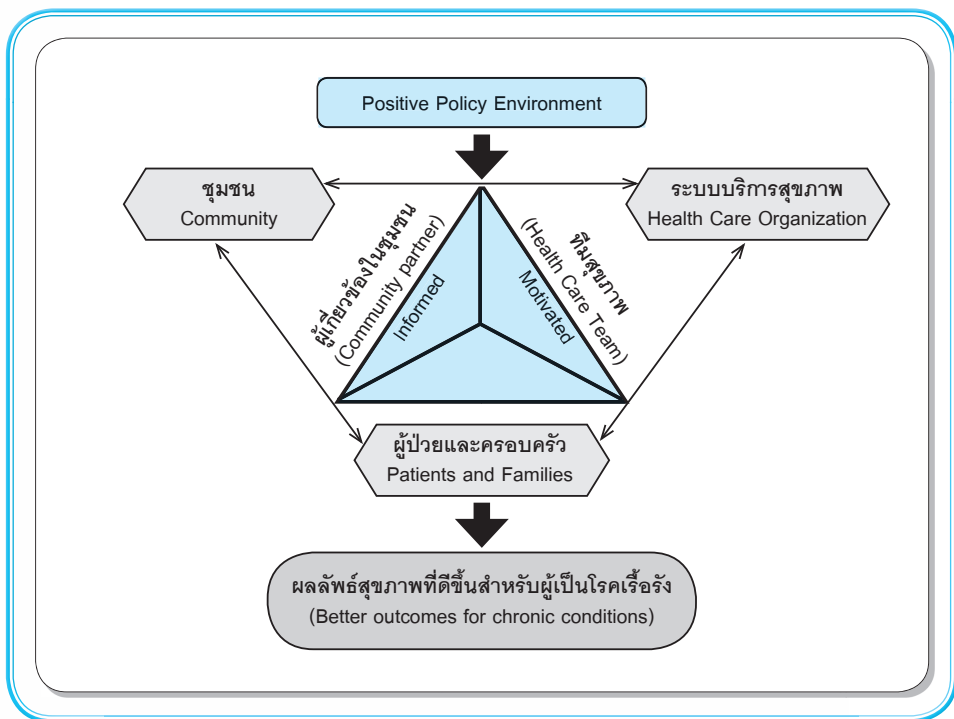 Positive Policy Environment
ชุมชน
Community
ระบบบริการสุขภาพ
Health Care Organization
ผู้เกี่ยวข้องในชุมชน
(Community partner)
Informed
ทีมสุขภาพ
(Health Care Team)
Motivated
ผู้ป่วยและครอบครัว
Patients and Families
ผลลัพธ์สุขภาพที่ดีขึ้นสำหรับผู้เป็นโรคเรื้อรัง
(Better outcomes for chronic conditions)